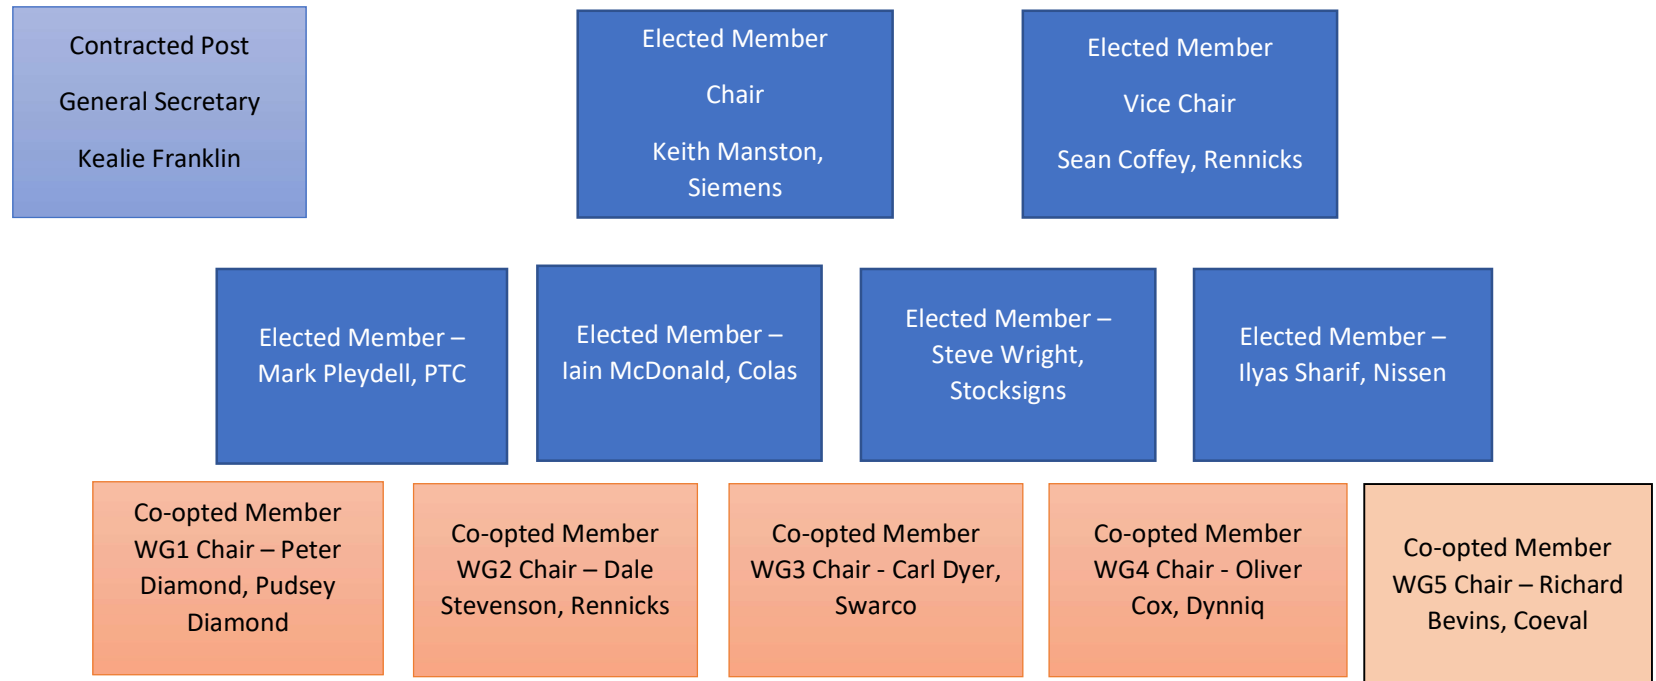 Contracted Post
General Secretary
Kealie Franklin
Elected Member
Chair
Keith Manston,
Siemens
Elected Member
Vice Chair
Sean Coffey, Rennicks
Elected Member –
Mark Pleydell, PTC
Elected Member –
Iain McDonald, Colas
Elected Member –
Steve Wright,
Stocksigns
Elected Member –
Ilyas Sharif, Nissen
Co-opted Member
WG1 Chair – Peter
Diamond, Pudsey
Diamond
Co-opted Member
WG2 Chair – Dale
Stevenson, Rennicks
Co-opted Member
WG3 Chair - Carl Dyer,
Swarco
Co-opted Member
WG4 Chair - Oliver
Cox, Dynniq
Co-opted Member
WG5 Chair – Richard
Bevins, Coeval